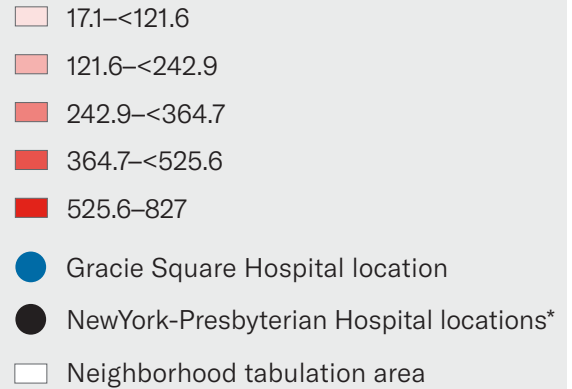 17.1–<121.6
121.6–<242.9
242.9–<364.7
364.7–<525.6
525.6–827
Gracie Square Hospital location
NewYork-Presbyterian Hospital locations*
Neighborhood tabulation area